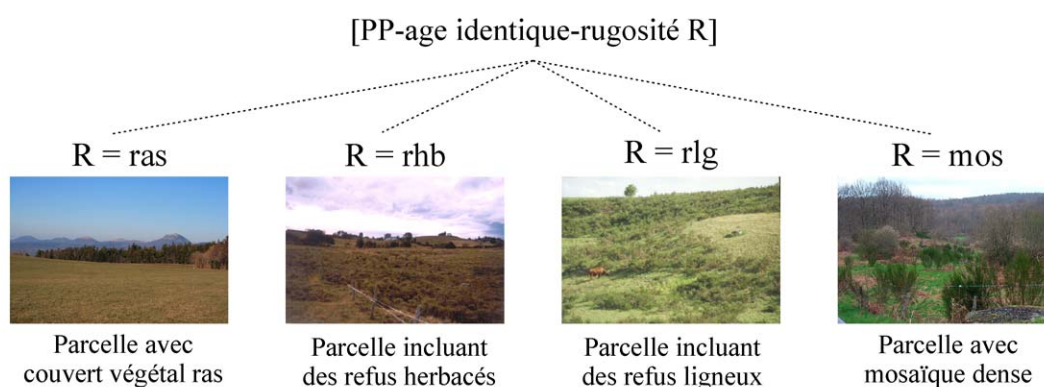 [PP-age identique-rugosité R]
R = ras
R = rhb
R = rlg
R = mos
Parcelle avec
couvert végétal ras
Parcelle incluant
des refus herbacés
Parcelle incluant
des refus ligneux
Parcelle avec
mosaïque dense